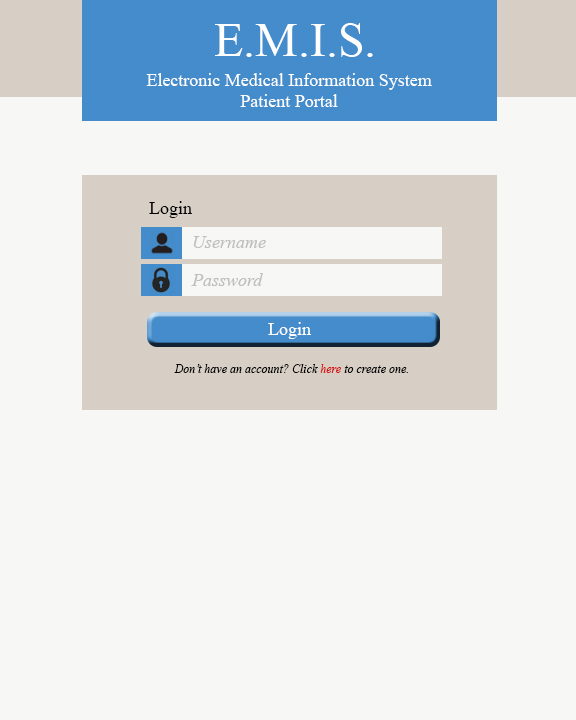 E.M.I.S.
Electronic Medical Information System
Patient Portal
Login
Username
Password
Login
Don't have an account? Click here to create one.